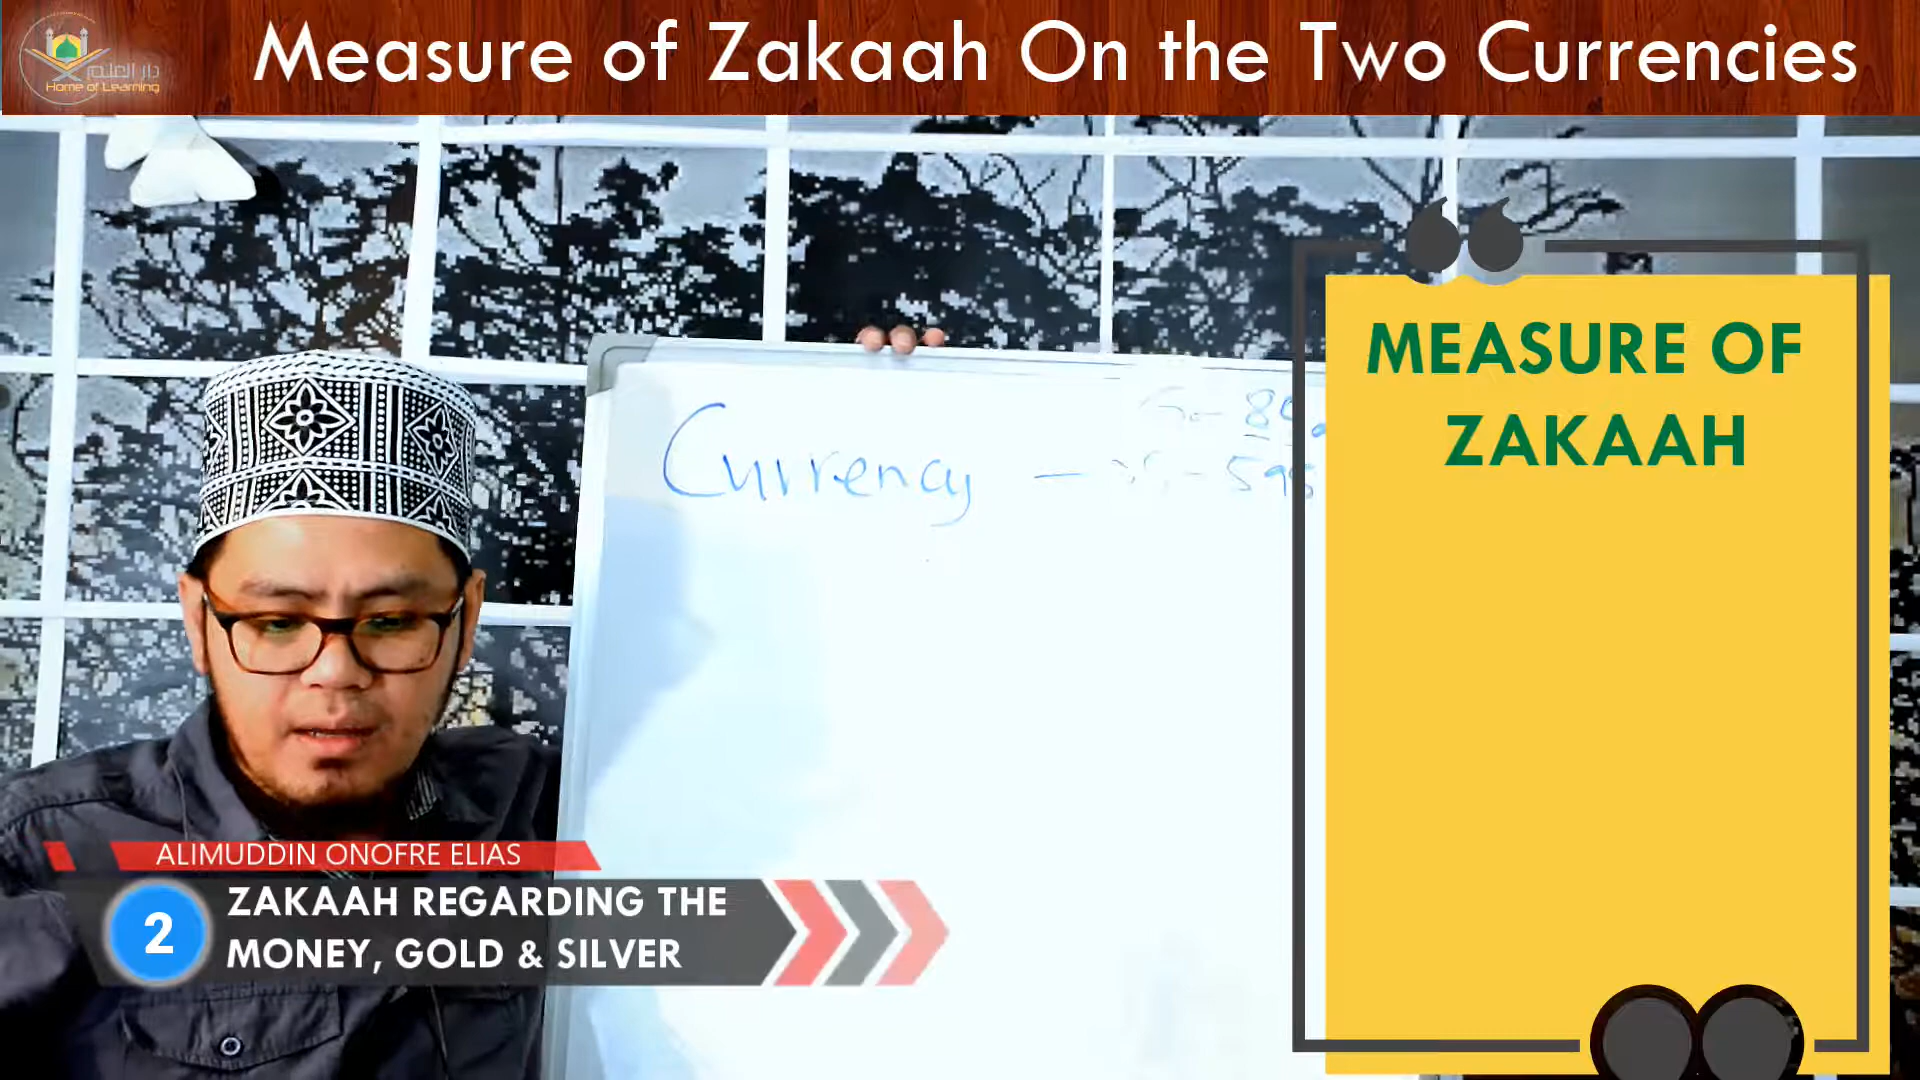 Measure of Zakaah On the Two Currencies
دار العلم
Home of Learning
MEASURE OF
ZAKAAH
Currency — 595
ALIMUDDIN ONOFRE ELIAS
2
ZAKAAH REGARDING THE
MONEY, GOLD & SILVER